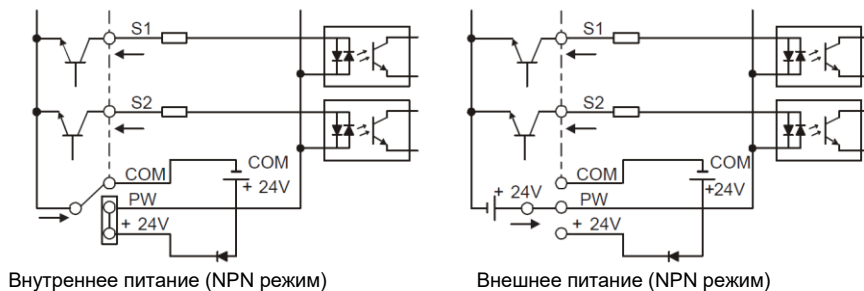 S1
S2
COM
COM
+ 24V
PW
+ 24V
Внутреннее питание (NPN режим)
S1
S2
COM
COM
+24V
+ 24V
PW
+ 24V
Внешнее питание (NPN режим)